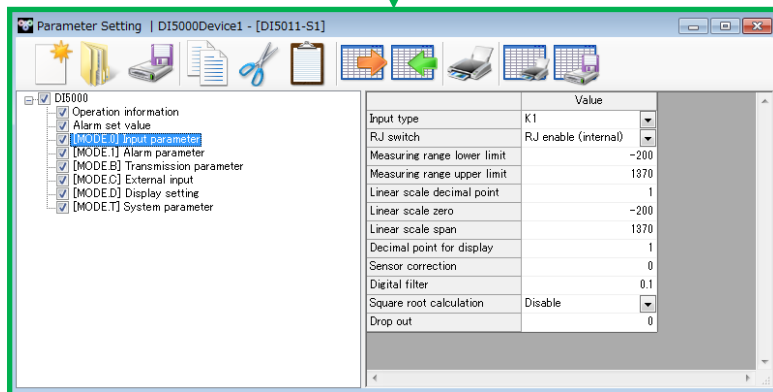 Parameter Setting | DI5000Device1 - [DI5011-S1]
DI5000
Operation information
Alarm set value
[MODE.0] Input parameter
[MODE.1] Alarm parameter
[MODE.B] Transmission parameter
[MODE.C] External input
[MODE.D] Display setting
[MODE.T] System parameter
Value
Input type K1
RJ switch RJ enable (internal)
Measuring range lower limit -200
Measuring range upper limit 1370
Linear scale decimal point 1
Linear scale zero -200
Linear scale span 1370
Decimal point for display 1
Sensor correction 0
Digital filter 0.1
Square root calculation Disable
Drop out 0